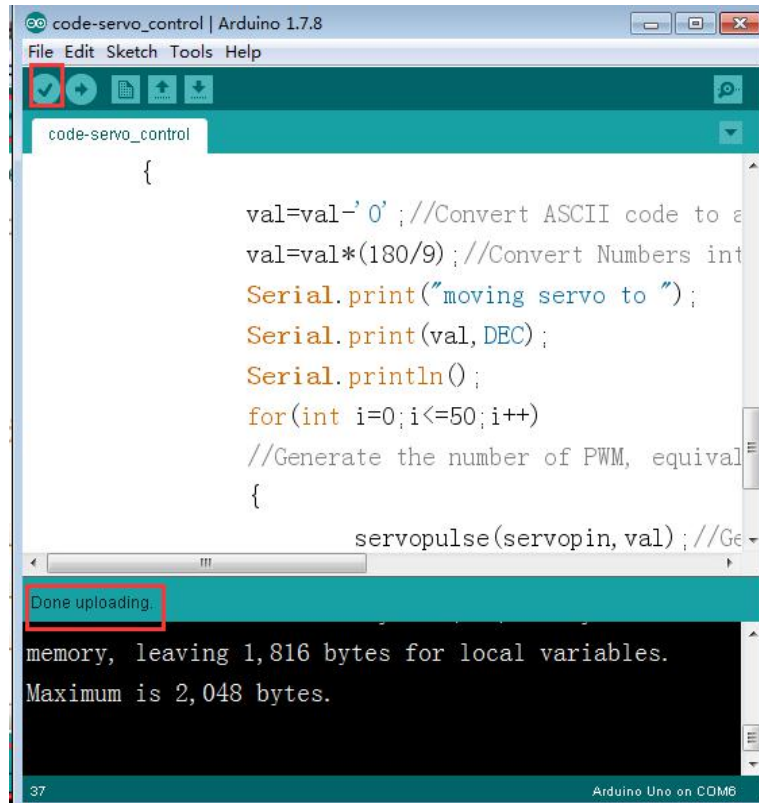 code-servo_control | Arduino 1.7.8
File Edit Sketch Tools Help
code-servo_control
{
val=val-'0';//Convert ASCII code to a
val=val*(180/9);//Convert Numbers int
Serial.print("moving servo to ");
Serial.print(val,DEC);
Serial.println();
for(int i=0;i<=50;i++)
//Generate the number of PWM, equival
{
servopulse(servopin,val);//Ge
Done uploading.
memory, leaving 1,816 bytes for local variables.
Maximum is 2,048 bytes.
37 Arduino Uno on COM6